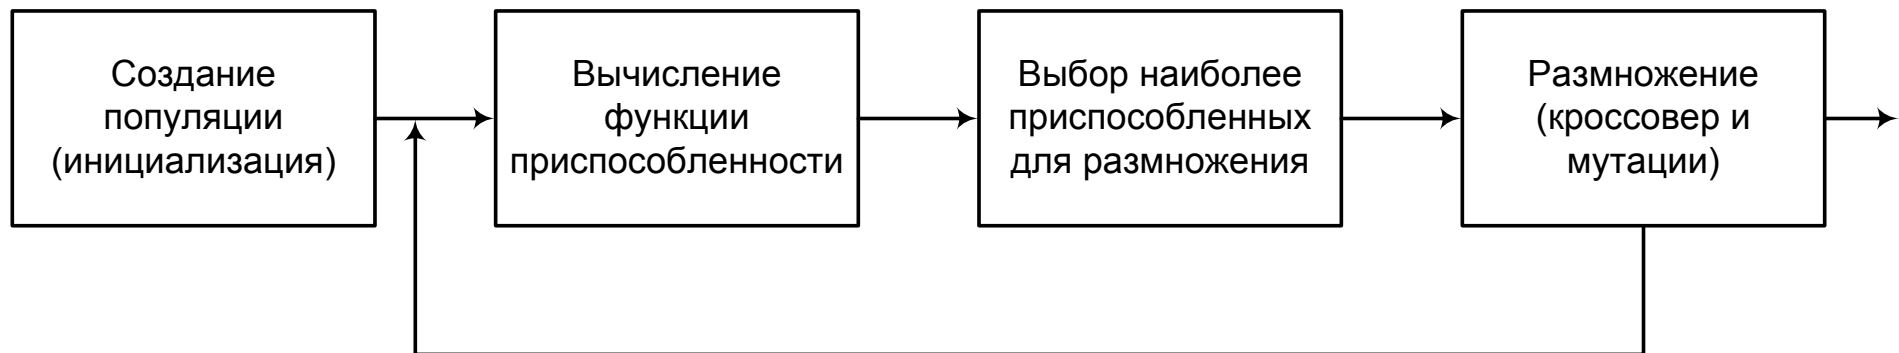 Создание
популяции
(инициализация)
Вычисление
функции
приспособленности
Выбор наиболее
приспособленных
для размножения
Размножение
(кроссовер и
мутации)